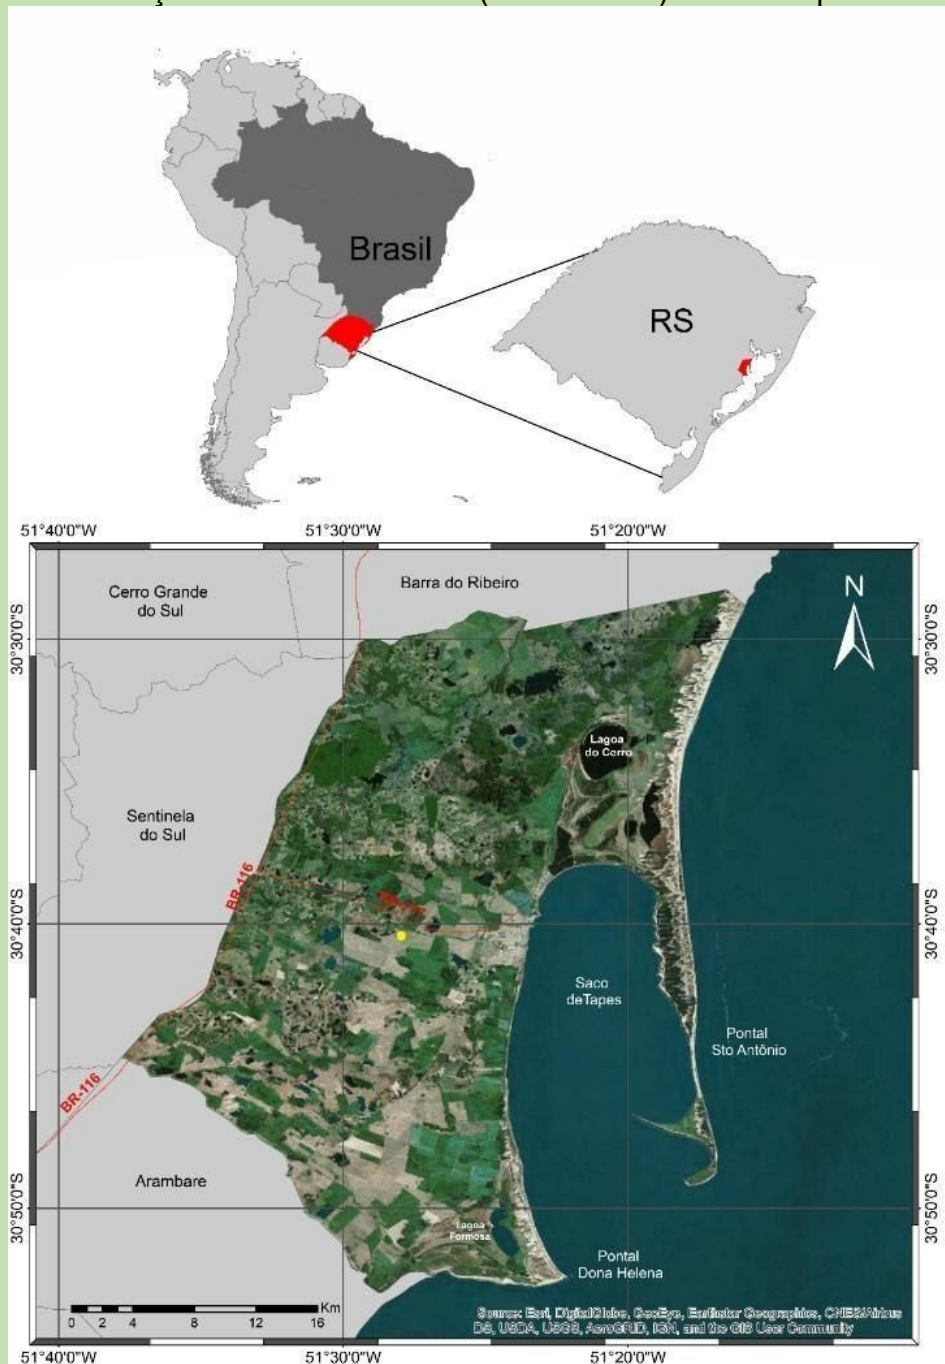 Brasil
RS
51°40'0"W
51°30'0"W
51°20'0"W
Cerro Grande
do Sul
Barra do Ribeiro
N
30°30'0"S
30°30'0"S
Lagoa
do Cerro
Sentinela
do Sul
BR-116
30°40'0"S
30°40'0"S
Saco
deTapes
Pontal
Sto Antônio
BR-116
Arambare
30°50'0"S
30°50'0"S
Lagoa
Formosa
Pontal
Dona Helena
Km
0 2 4 8 12 16
Source: Esri, DigitalGlobe, GeoEye, Earthstar Geographics, CNES/Airbus
DS, USDA, USGS, AeroGRID, IGN, and the GIS User Community
51°40'0"W
51°30'0"W
51°20'0"W